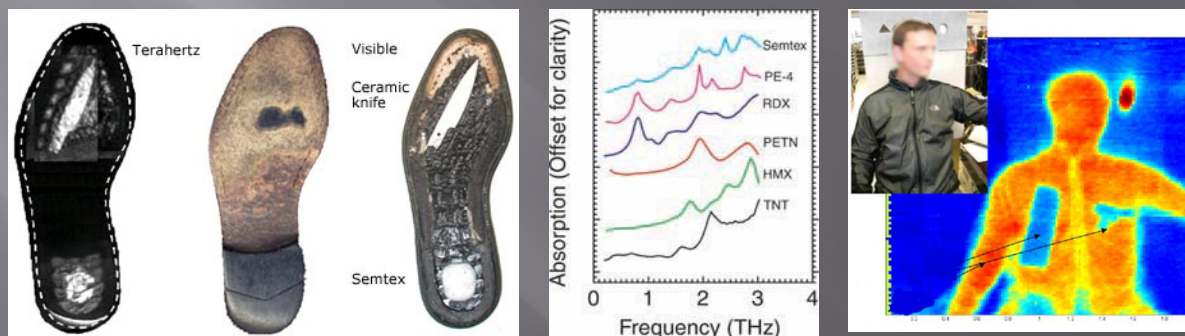 Terahertz
Visible
Ceramic
knife
Semtex
Absorption (Offset for clarity)
Semtex
PE-4
RDX
PETN
HMX
TNT
0 1 2 3 4
Frequency (THz)